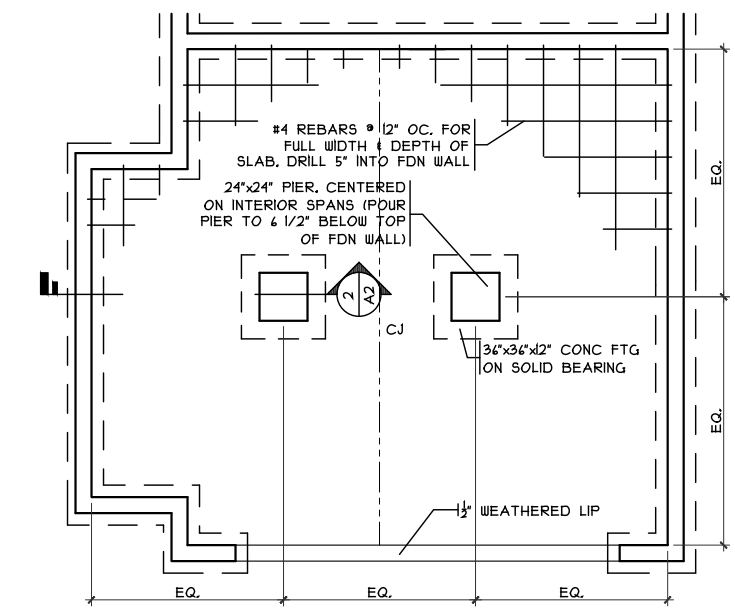 #4 REBARS @ 12" OC. FOR
FULL WIDTH & DEPTH OF
SLAB. DRILL 5" INTO FDN WALL
24"x24" PIER. CENTERED
ON INTERIOR SPANS (POUR
PIER TO 6 1/2" BELOW TOP
OF FDN WALL)
EQ.
2
A2
CJ
36"x36"x12" CONC FTG
ON SOLID BEARING
EQ.
1/2" WEATHERED LIP
EQ.
EQ.
EQ.